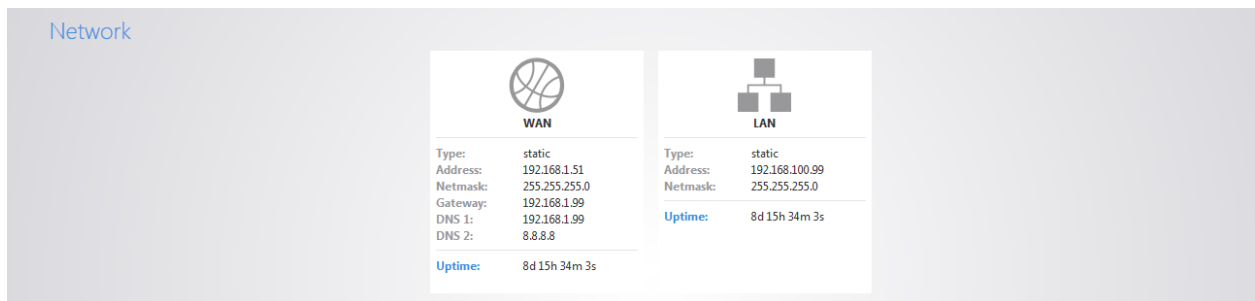 Network
WAN
Type: static
Address: 192.168.1.51
Netmask: 255.255.255.0
Gateway: 192.168.1.99
DNS 1: 192.168.1.99
DNS 2: 8.8.8.8
Uptime: 8d 15h 34m 3s
LAN
Type: static
Address: 192.168.100.99
Netmask: 255.255.255.0
Uptime: 8d 15h 34m 3s